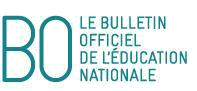 BO
LE BULLETIN
OFFICIEL
DE L'ÉDUCATION
NATIONALE